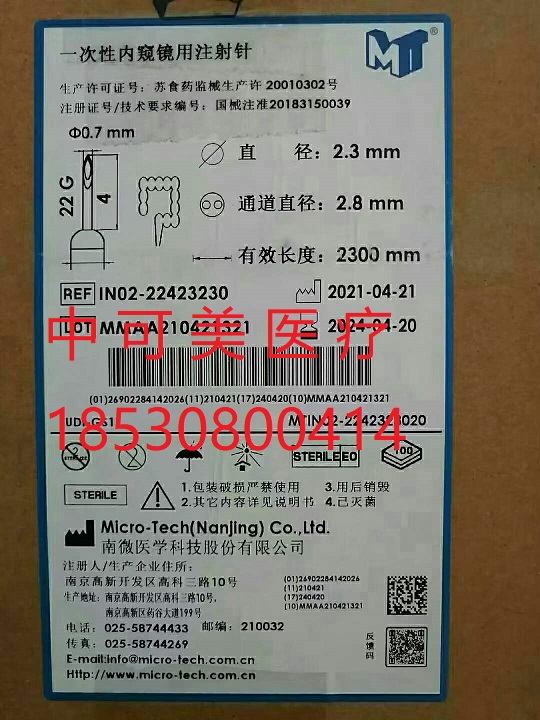 MT®
一次性内窥镜用注射针
生产许可证号：苏食药监械生产许 20010302号
注册证号/技术要求编号：国械注准20183150039
Φ0.7 mm
直 径：2.3 mm
22 G
4
通道直径：2.8 mm
有效长度：2300 mm
REF IN02-22423230
2021-04-21
LOT MMAA210421321
2024-04-20
中可美医疗
(01)26902284142026(11)210421(17)240420(10)MMAA210421321
UDI:GS1
18530800414
2
STERILIZE
2
STERILE EO
100
STERILE
1.包装破损严禁使用 3.用后销毁
2.其它内容详见说明书 4.已灭菌
Micro-Tech(Nanjing) Co.,Ltd.
南微医学科技股份有限公司
注册人/生产企业住所：
南京高新开发区高科三路10号
生产地址：南京高新开发区高科三路10号，
南京高新区药谷大道199号
(01)26902284142026
(11)210421
(17)240420
(10)MMAA210421321
电话：025-58744433 邮编：210032
传真：025-58744269
反馈码
E-mail:info@micro-tech.com.cn
Http://www.micro-tech.com.cn